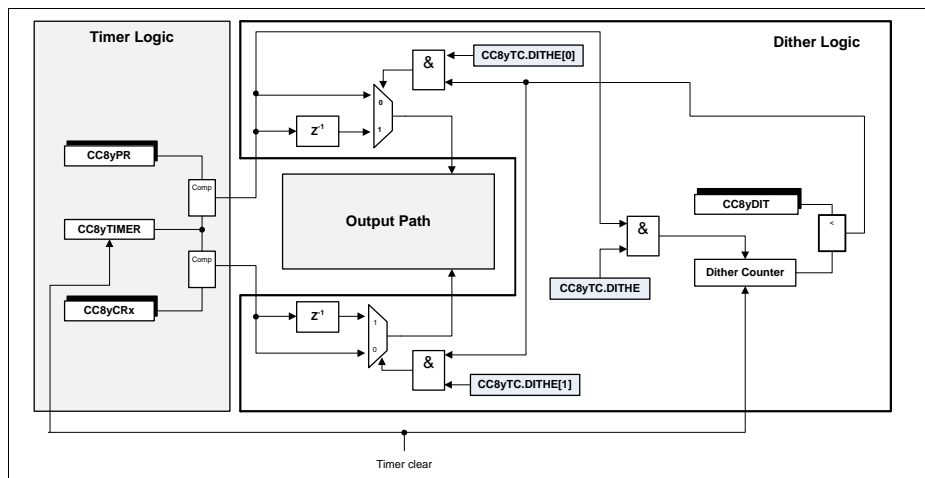 Timer Logic
Dither Logic
CC8yTC.DITHE[0]
&
0
1
Z-1
CC8yPR
Comp
CC8yDIT
Output Path
<
CC8yTIMER
&
Comp
Dither Counter
CC8yTC.DITHE
CC8yCRx
Z-1
1
0
&
CC8yTC.DITHE[1]
Timer clear